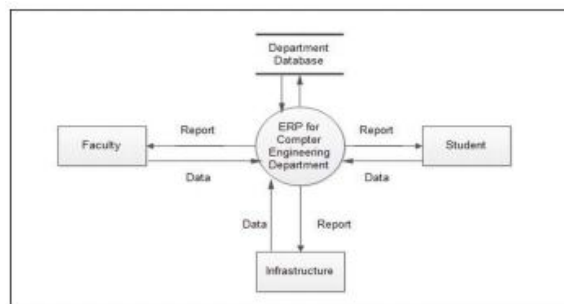 Department
Database
ERP for
Compter
Engineering
Department
Faculty
Report
Data
Report
Data
Student
Data
Report
Infrastructure